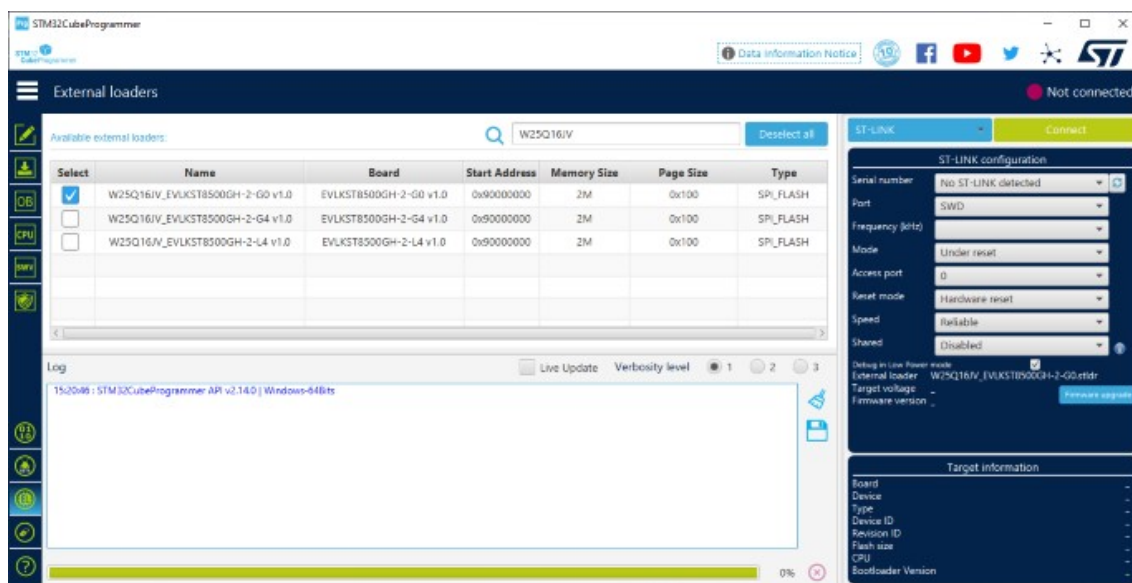 STM32CubeProgrammer
STM32
CubeProgrammer
Data Information Notice
External loaders
Not connected
Available external loaders:
W25Q16JV
Deselect all
Select Name Board Start Address Memory Size Page Size Type
W25Q16JV_EVLKST8500GH-2-G0 v1.0 EVLKST8500GH-2-G0 v1.0 0x90000000 2M 0x100 SPI_FLASH
W25Q16JV_EVLKST8500GH-2-G4 v1.0 EVLKST8500GH-2-G4 v1.0 0x90000000 2M 0x100 SPI_FLASH
W25Q16JV_EVLKST8500GH-2-L4 v1.0 EVLKST8500GH-2-L4 v1.0 0x90000000 2M 0x100 SPI_FLASH
OB
CPU
SWV
Log
Live Update Verbosity level 1 2 3
15:20:46 : STM32CubeProgrammer API v2.14.0 | Windows-64Bits
0%
ST-LINK Connect
ST-LINK configuration
Serial number No ST-LINK detected
Port SWD
Frequency (kHz)
Mode Under reset
Access port 0
Reset mode Hardware reset
Speed Reliable
Shared Disabled
Debug in Low Power mode
External loader W25Q16JV_EVLKST8500GH-2-G0.stldr
Target voltage -
Firmware version -
Firmware upgrade
Target information
Board -
Device -
Type -
Device ID -
Revision ID -
Flash size -
CPU -
Bootloader Version -